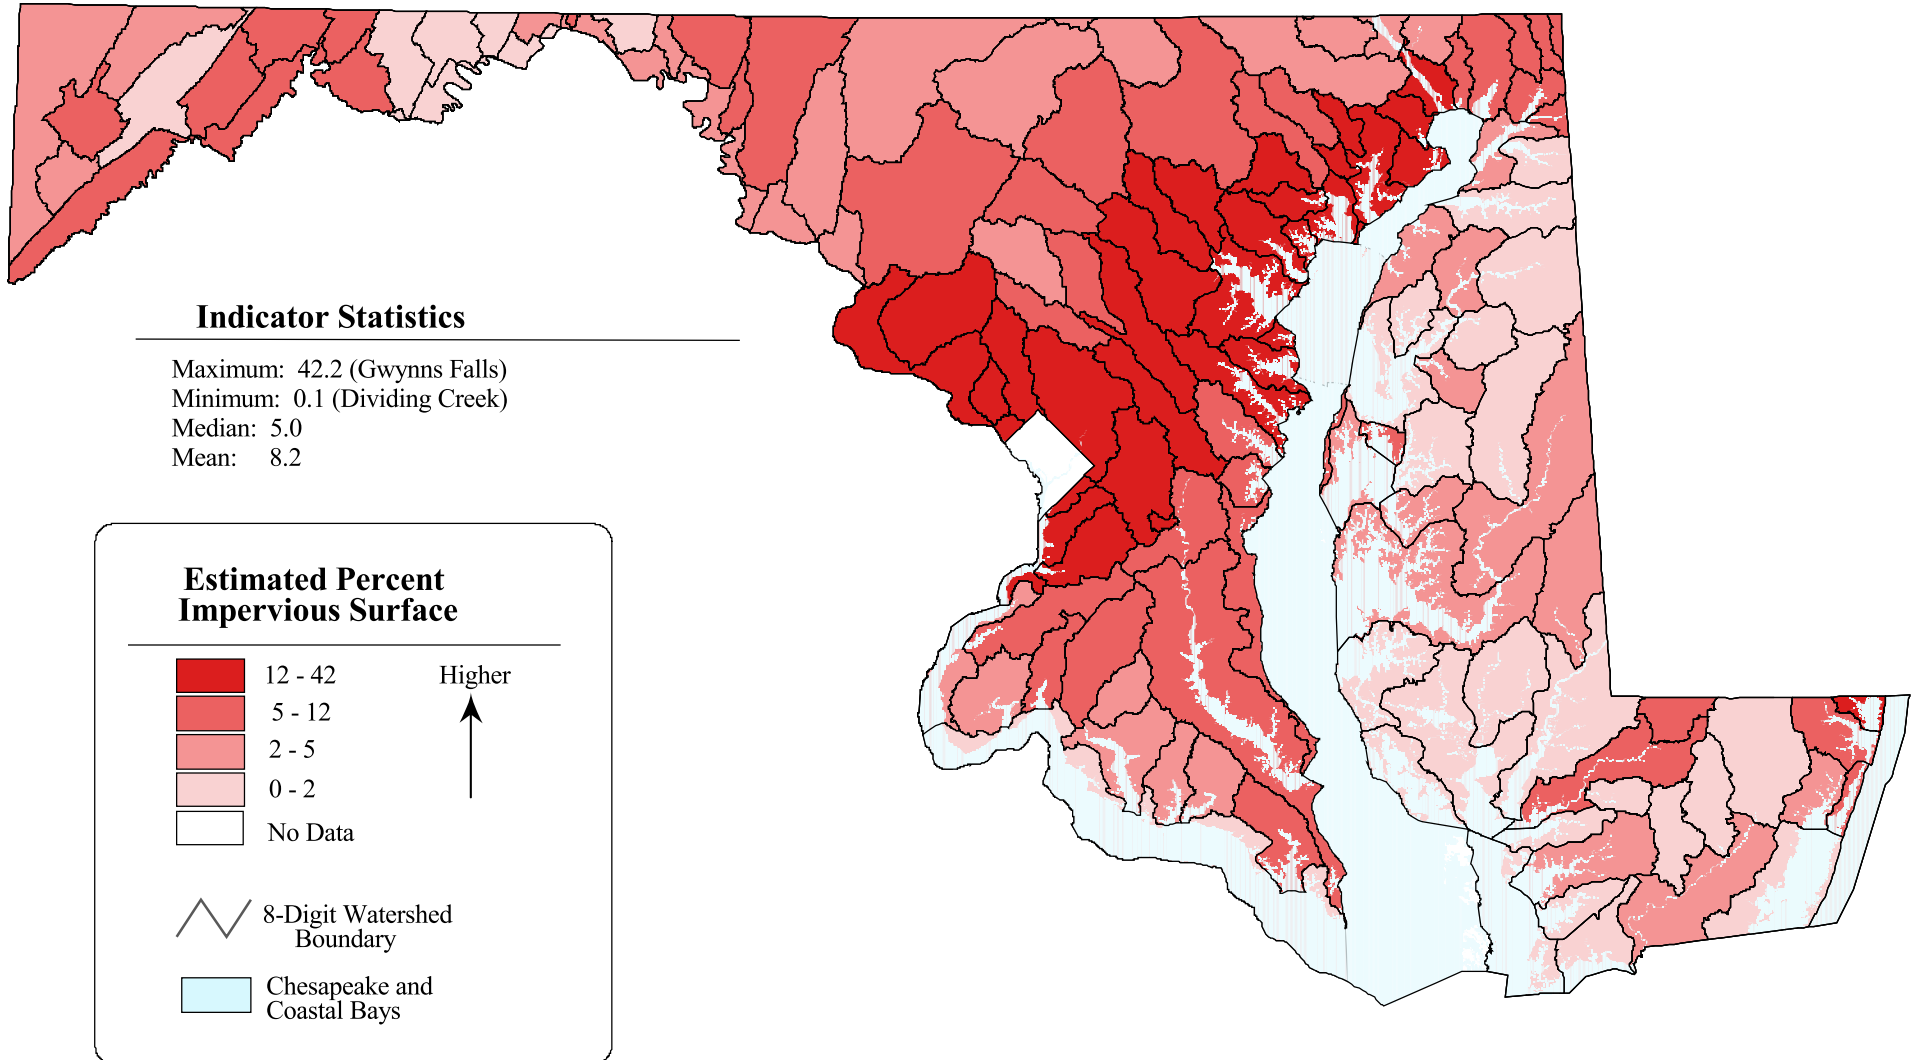 Indicator Statistics
Maximum: 42.2 (Gwynns Falls)
Minimum: 0.1 (Dividing Creek)
Median: 5.0
Mean: 8.2
Estimated Percent
Impervious Surface
12 - 42
Higher
5 - 12
2 - 5
0 - 2
No Data
8-Digit Watershed
Boundary
Chesapeake and
Coastal Bays